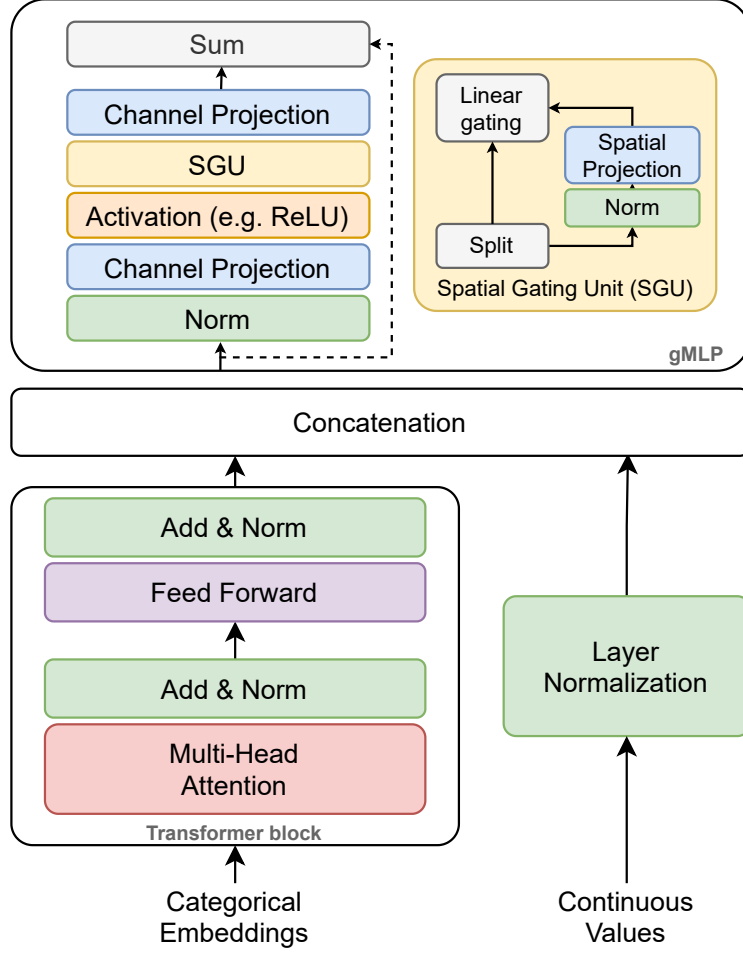 Sum
Channel Projection
SGU
Activation (e.g. ReLU)
Channel Projection
Norm
Linear
gating
Spatial
Projection
Norm
Split
Spatial Gating Unit (SGU)
gMLP
Concatenation
Add & Norm
Feed Forward
Add & Norm
Multi-Head
Attention
Transformer block
Layer
Normalization
Categorical
Embeddings
Continuous
Values